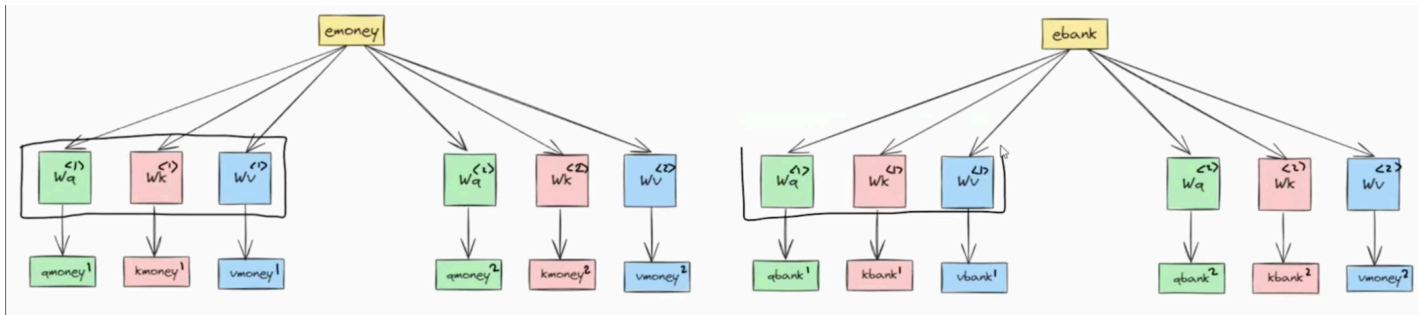 emoney
ebank
Wq<1> Wk<1> Wv<1> Wq<2> Wk<2> Wv<2> Wq<1> Wk<1> Wv<1> Wq<2> Wk<2> Wv<2>
qmoney1 kmoney1 vmoney1 qmoney2 kmoney2 vmoney2 qbank1 kbank1 vbank1 qbank2 kbank2 vmoney2